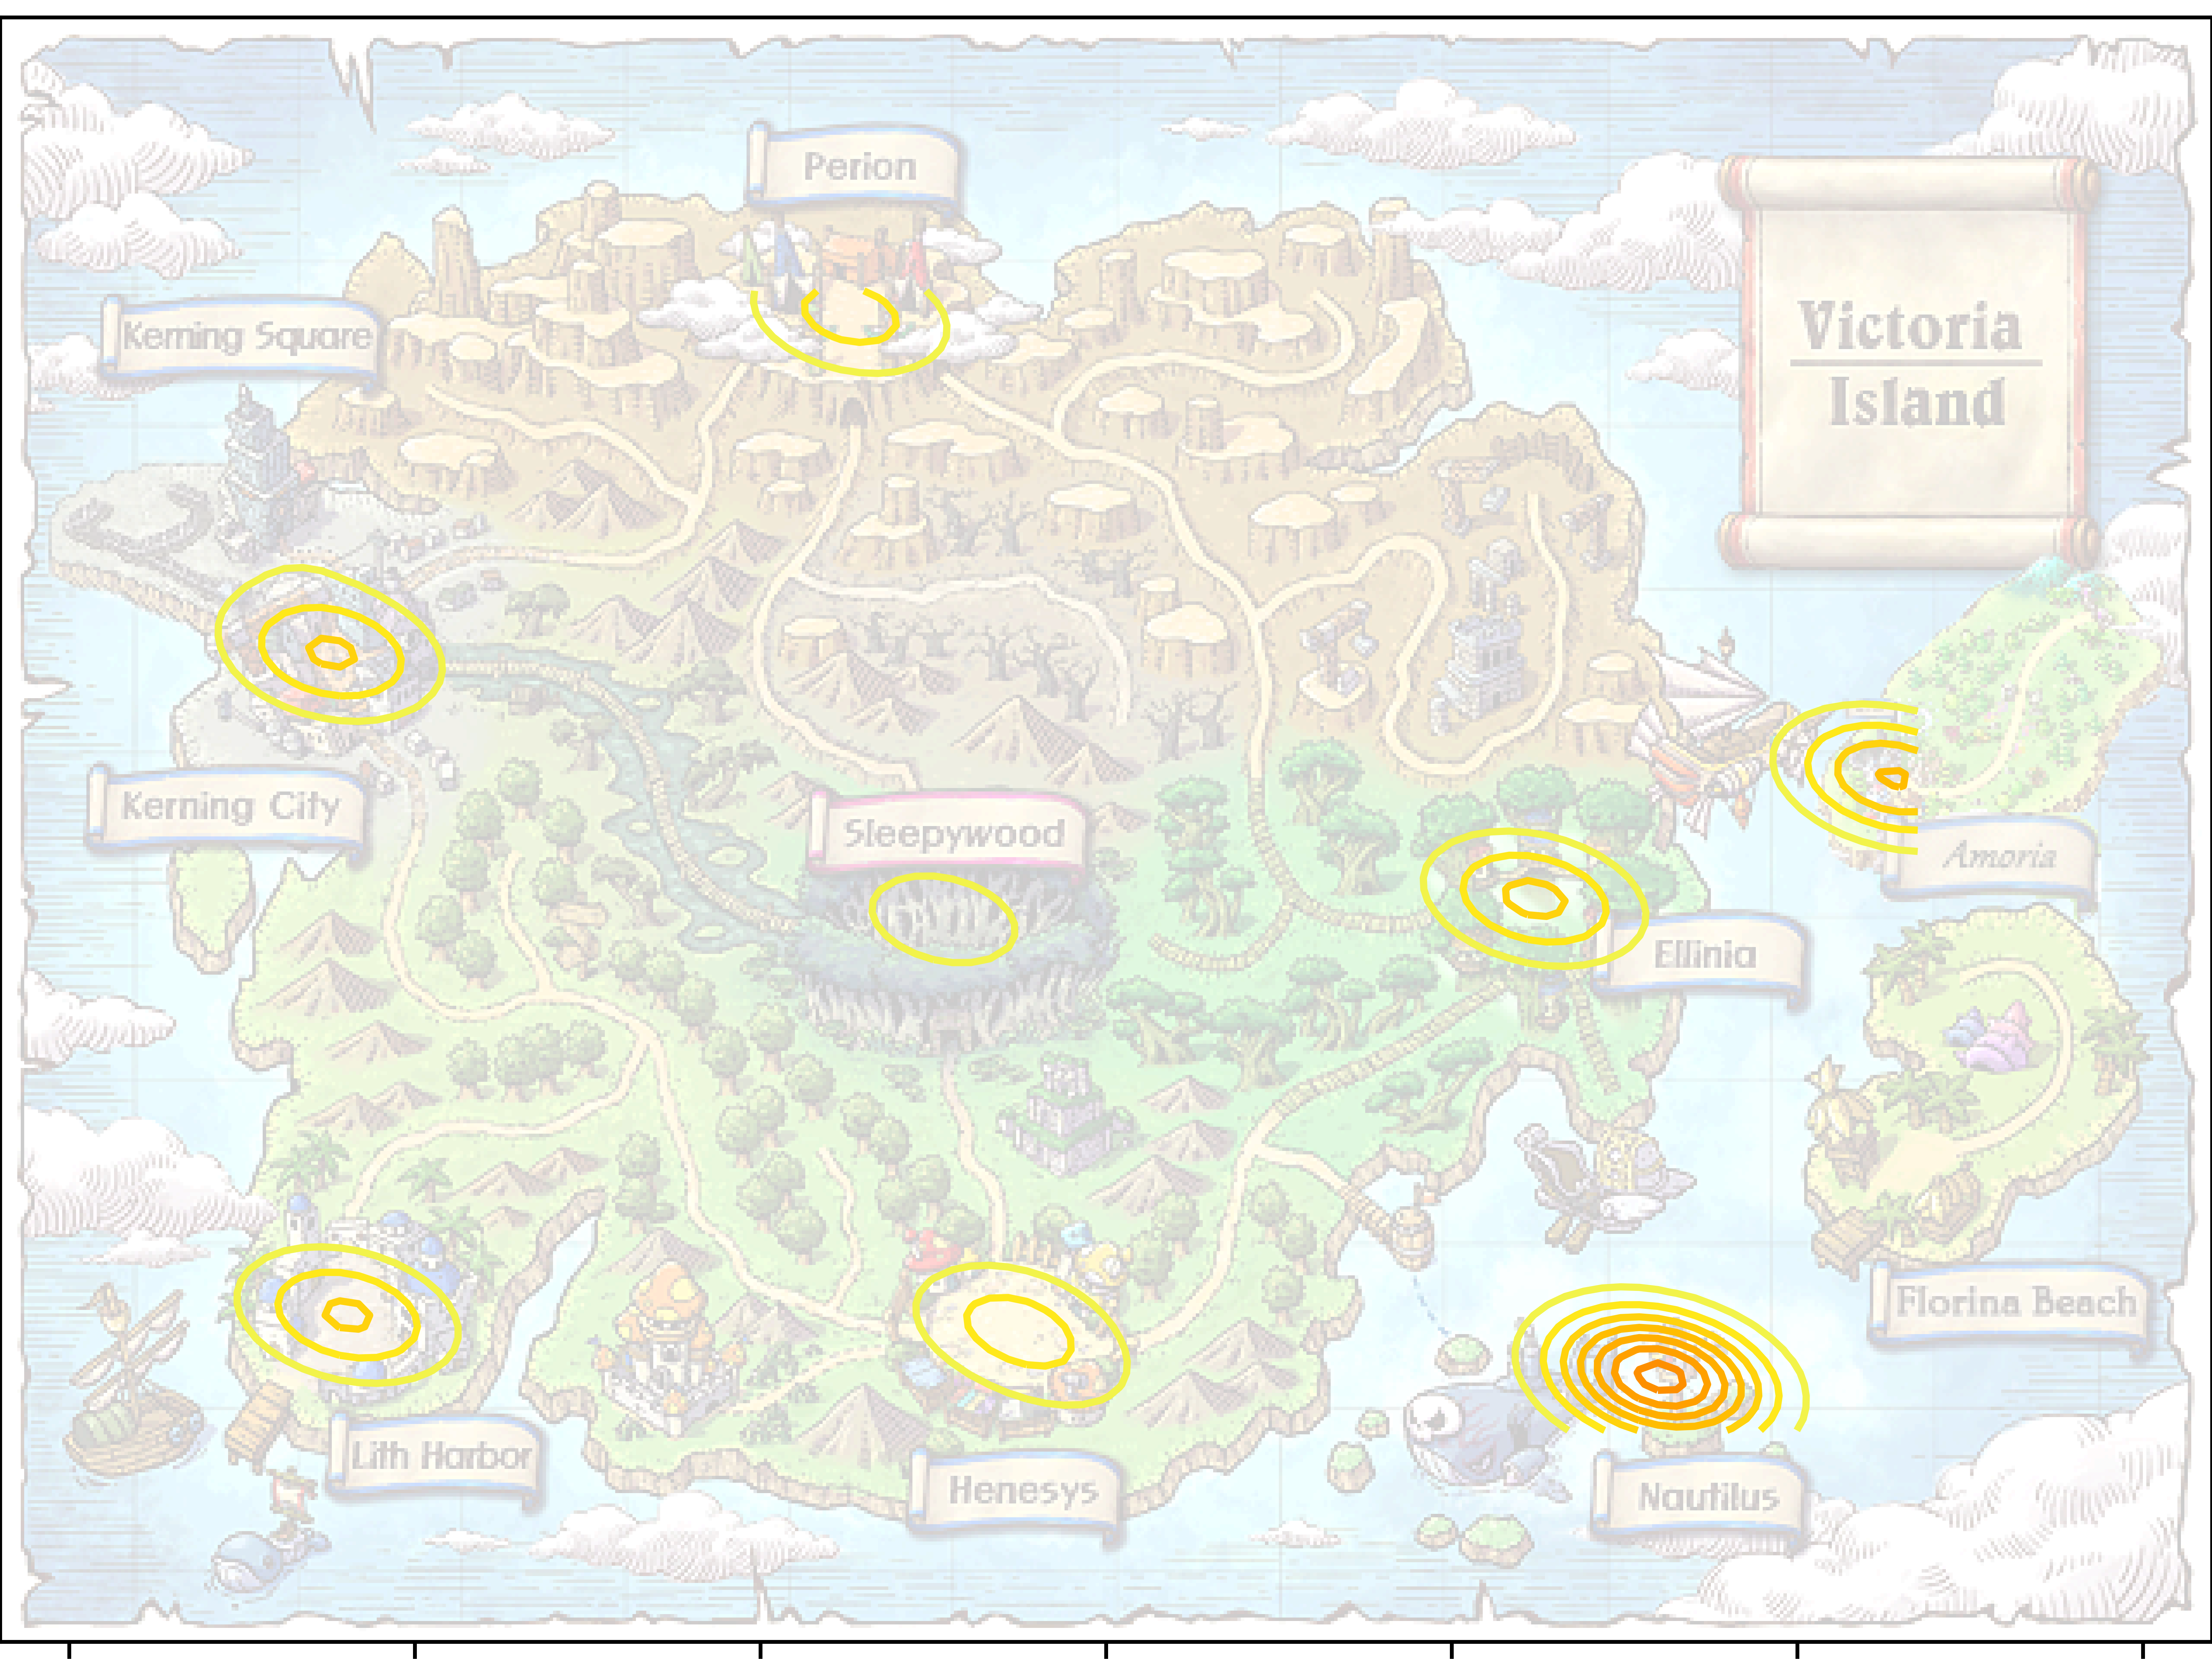 Perion
Kerning Square
Victoria
Island
Kerning City
Sleepywood
Amoria
Ellinia
Florina Beach
Lith Harbor
Henesys
Nautilus